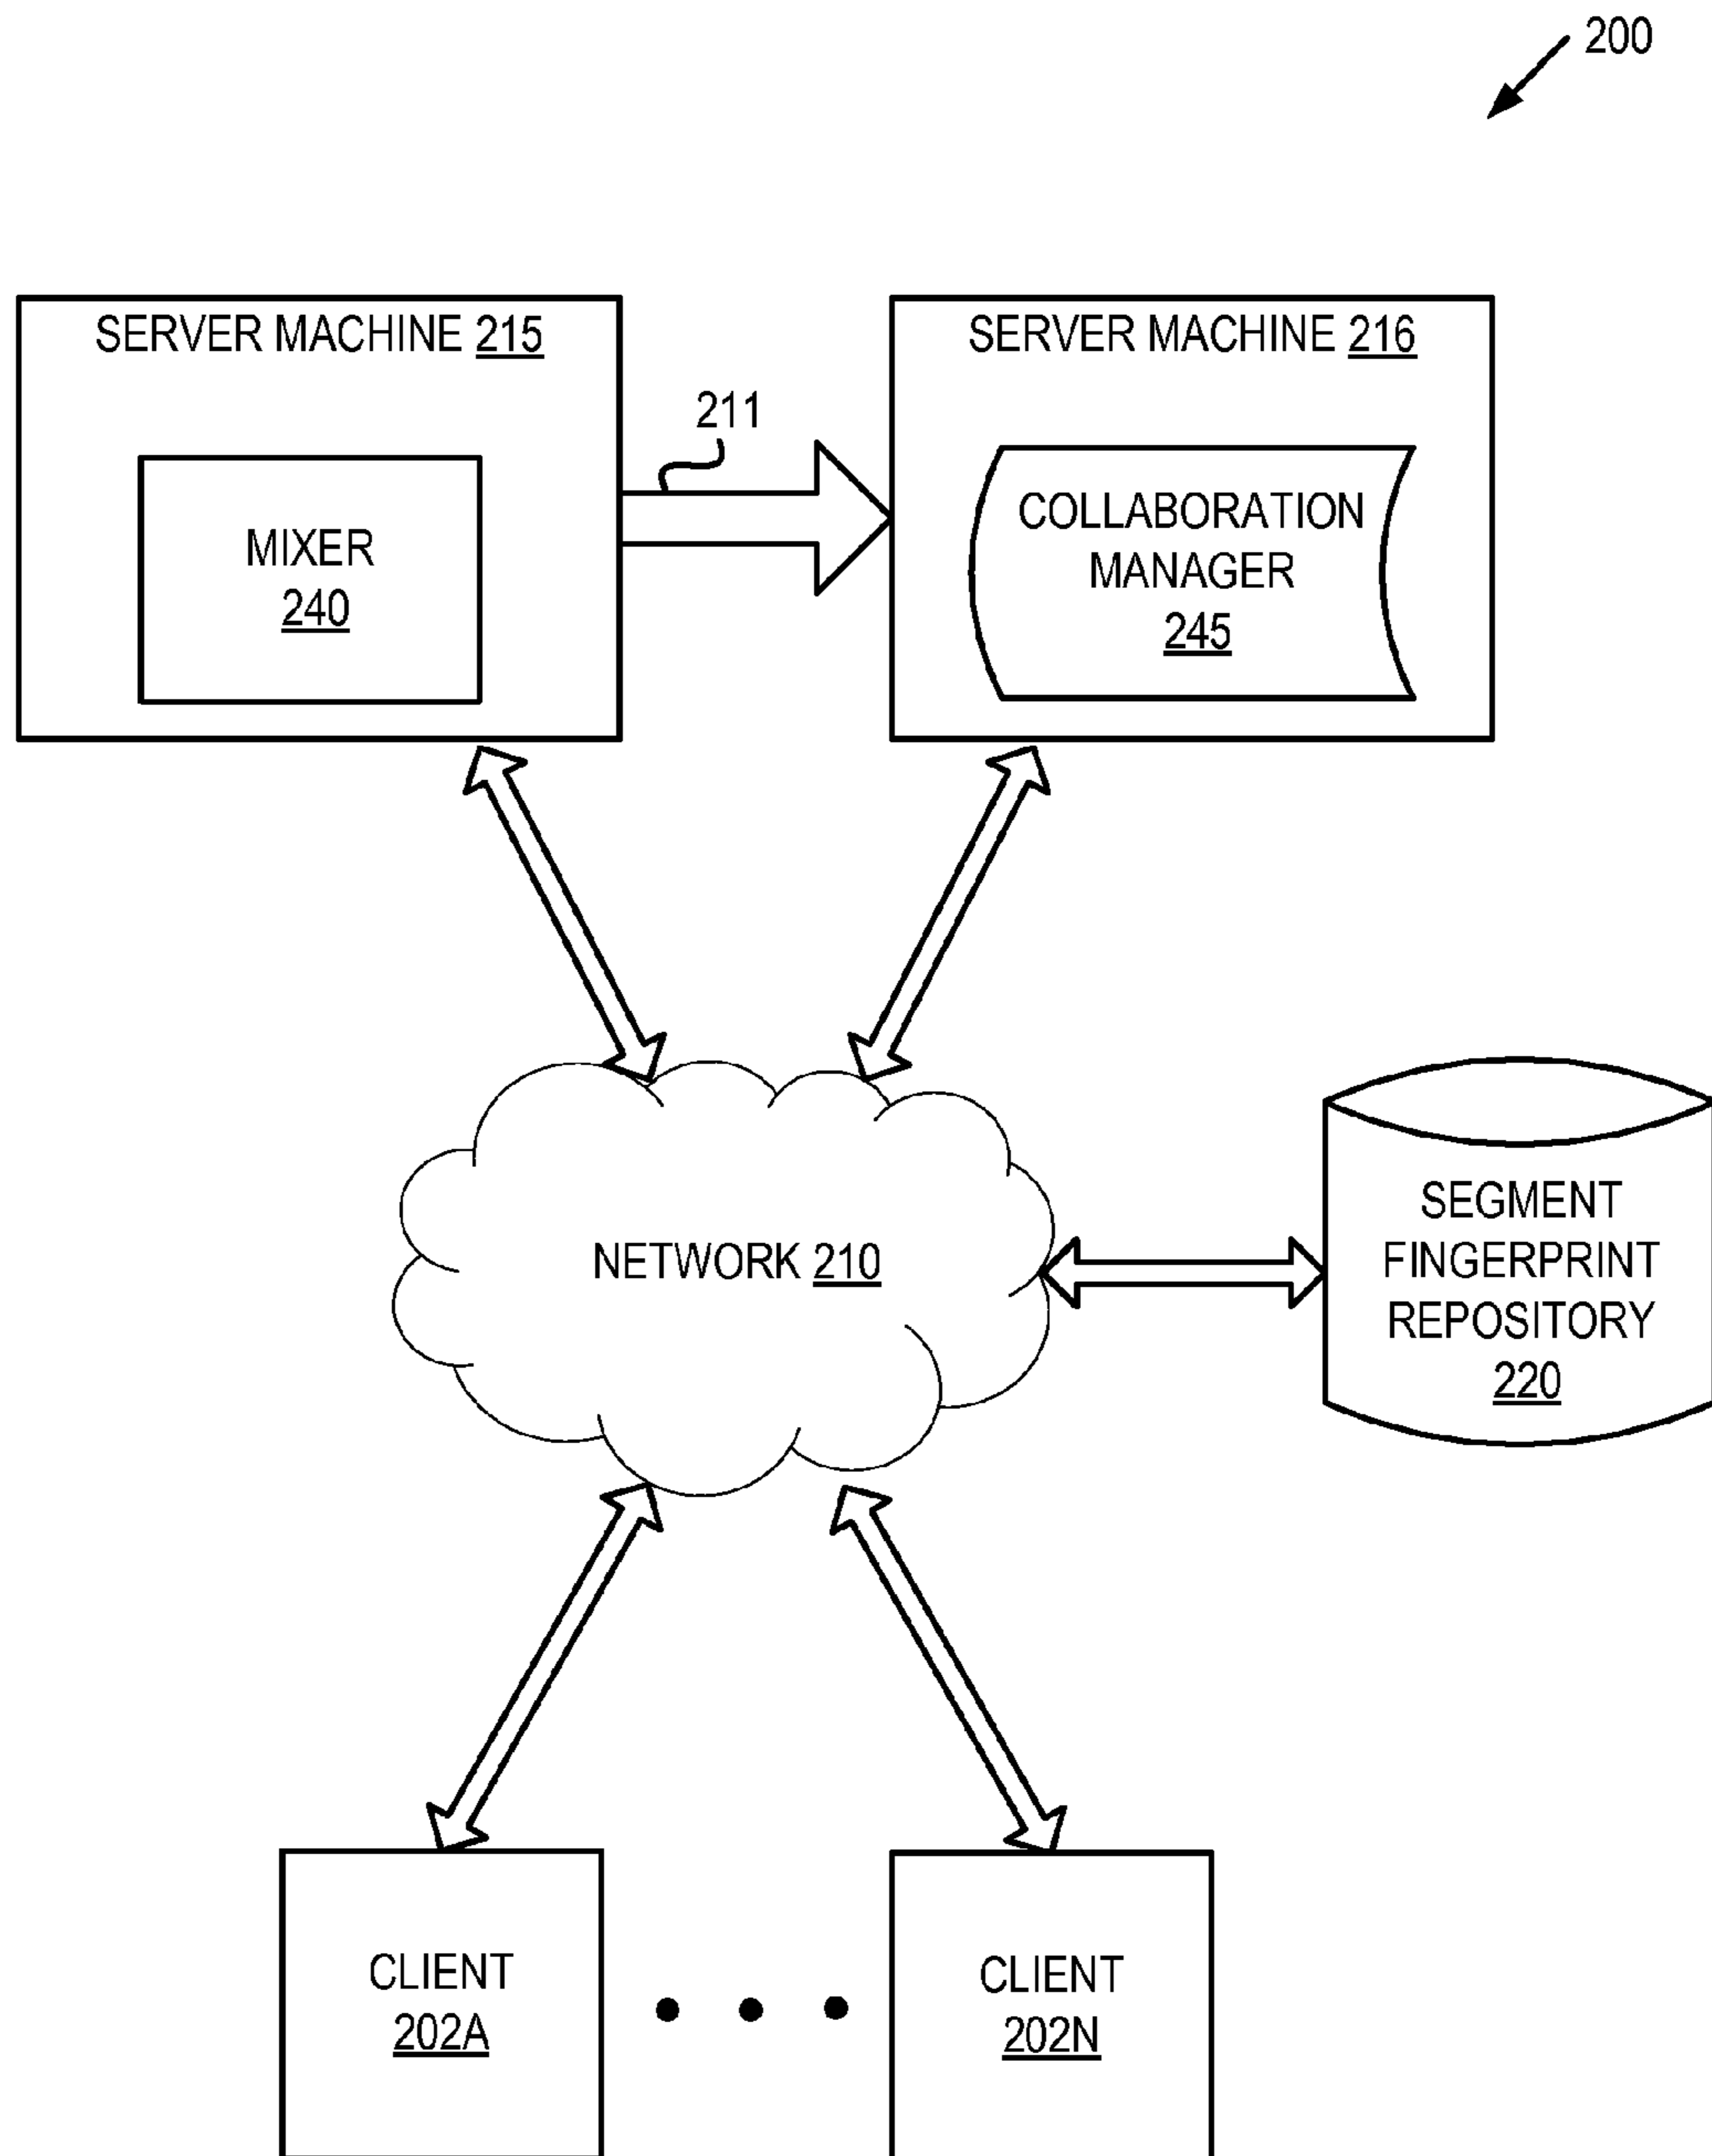 200
SERVER MACHINE 215
SERVER MACHINE 216
211
MIXER
240
COLLABORATION
MANAGER
245
NETWORK 210
SEGMENT
FINGERPRINT
REPOSITORY
220
CLIENT
202A
CLIENT
202N